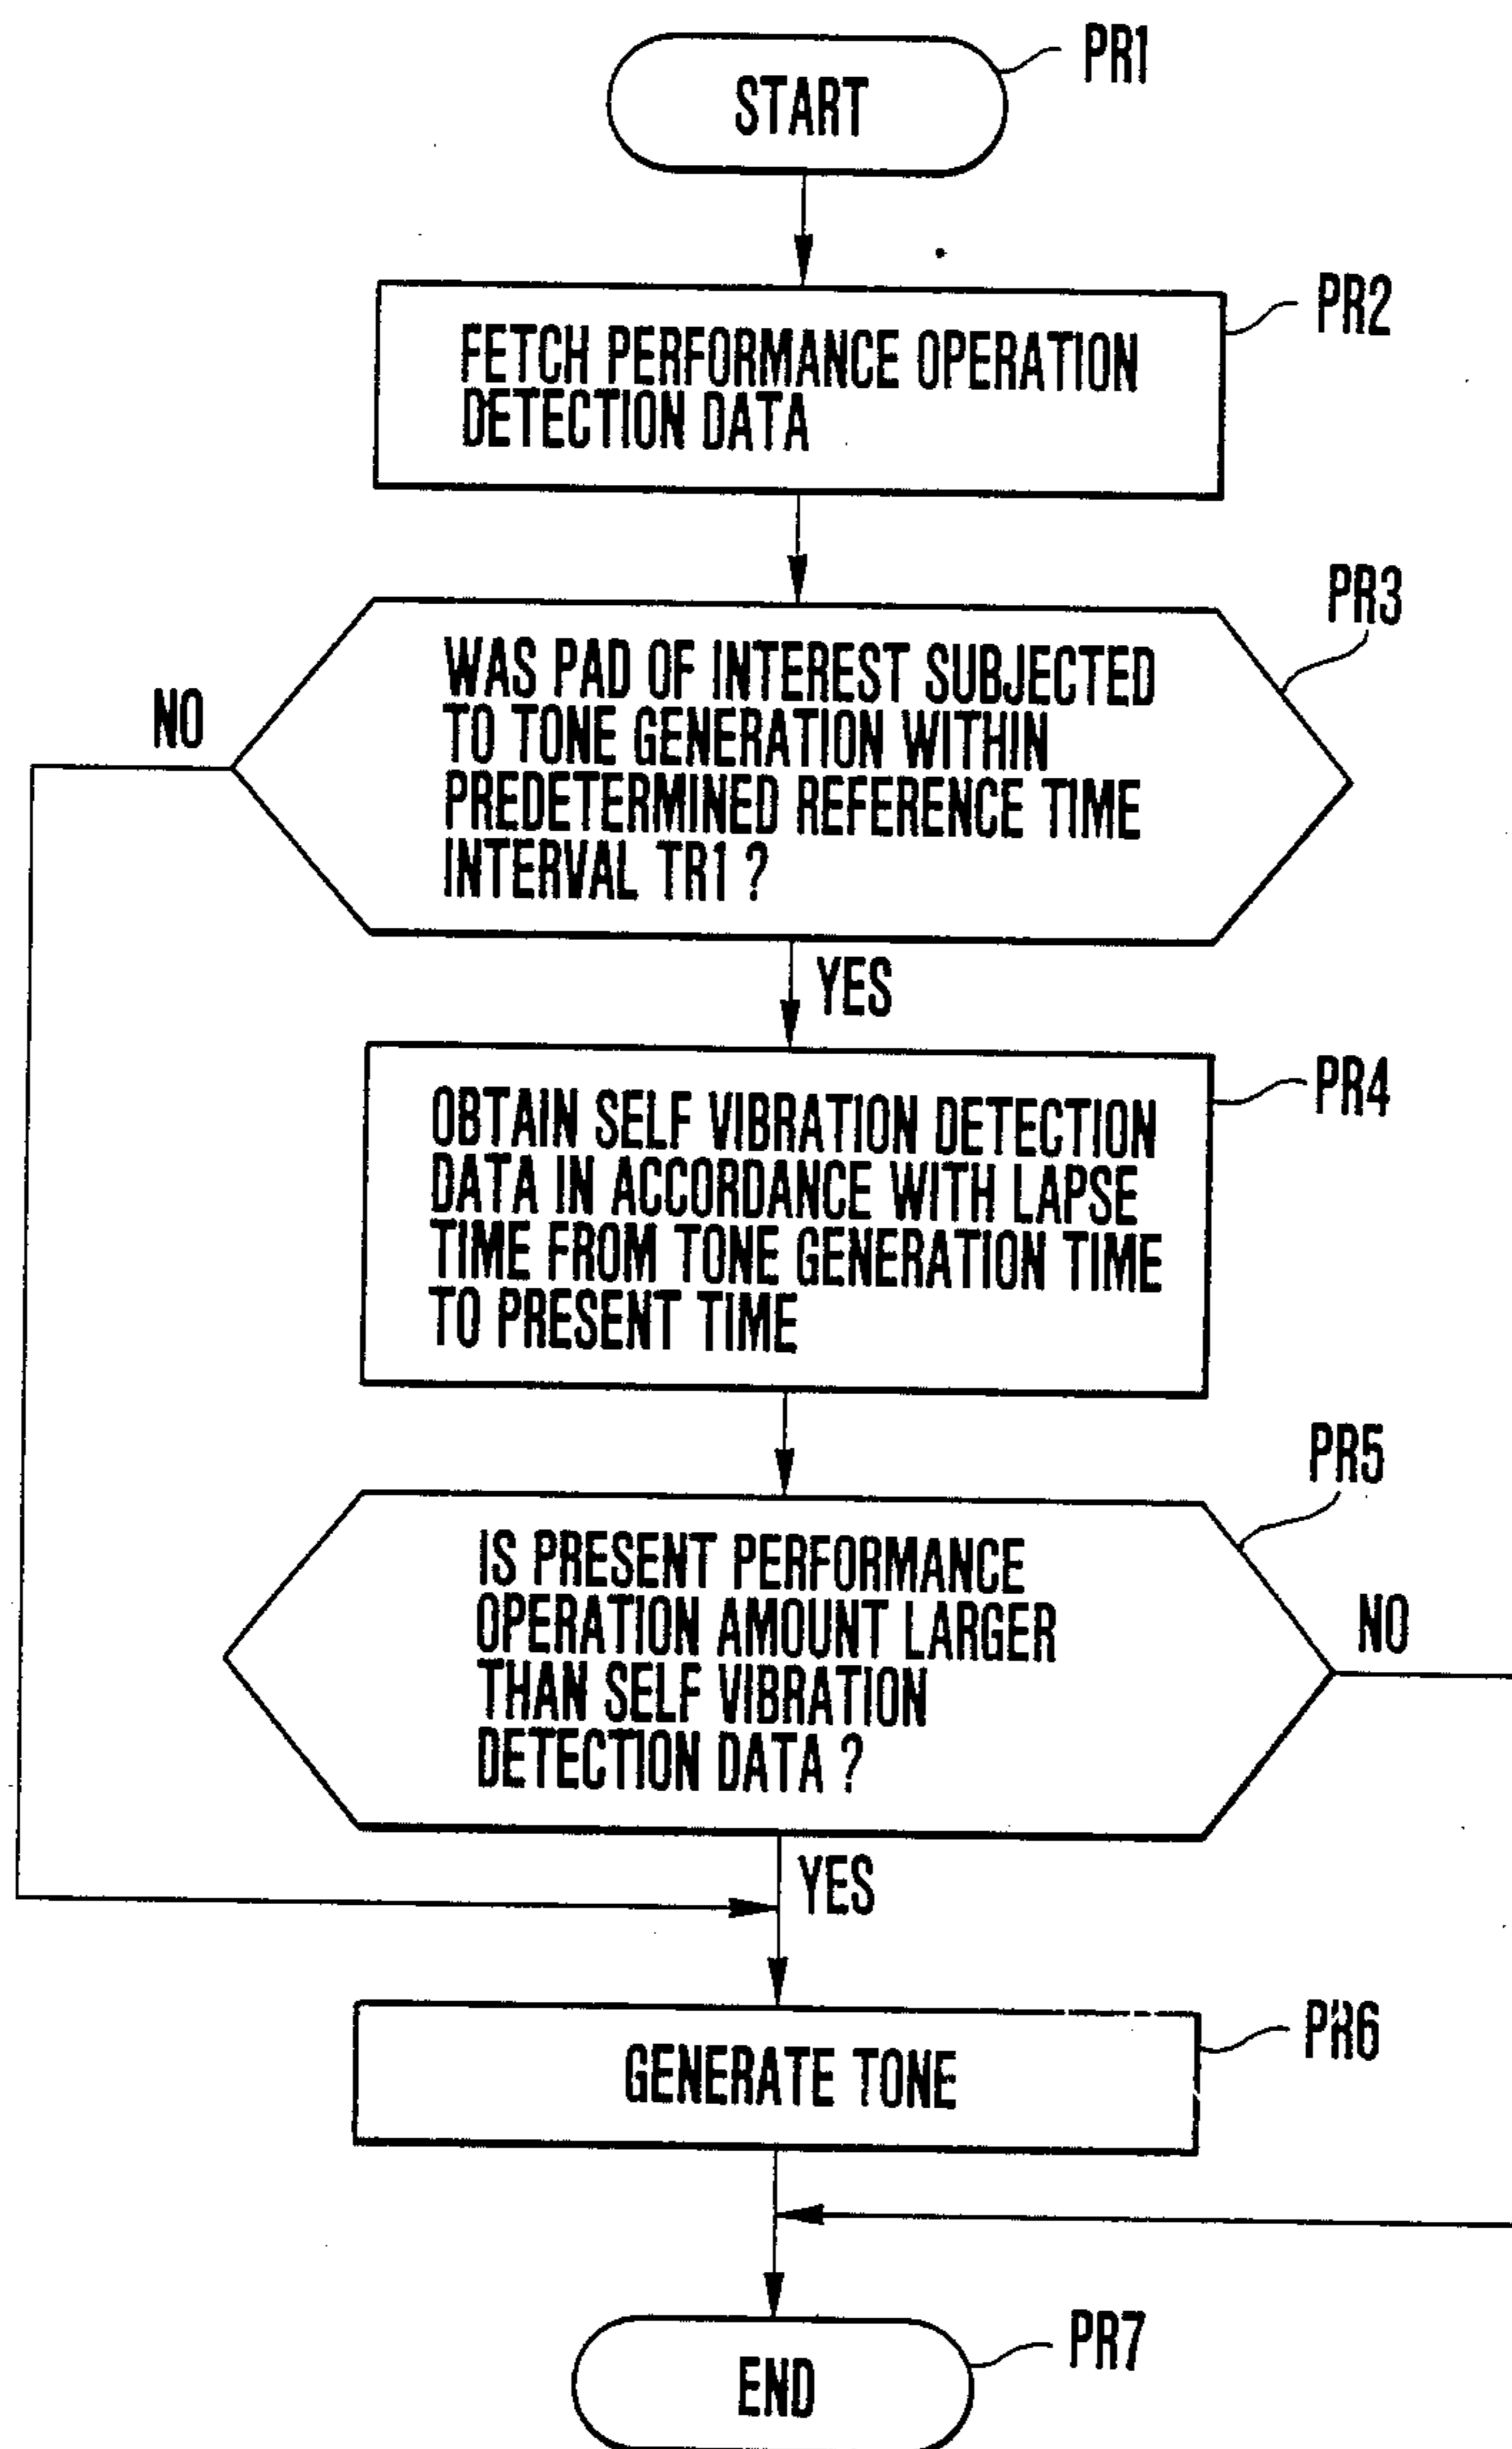 START
PR1
FETCH PERFORMANCE OPERATION
DETECTION DATA
PR2
WAS PAD OF INTEREST SUBJECTED
TO TONE GENERATION WITHIN
PREDETERMINED REFERENCE TIME
INTERVAL TR1 ?
PR3
NO
YES
OBTAIN SELF VIBRATION DETECTION
DATA IN ACCORDANCE WITH LAPSE
TIME FROM TONE GENERATION TIME
TO PRESENT TIME
PR4
IS PRESENT PERFORMANCE
OPERATION AMOUNT LARGER
THAN SELF VIBRATION
DETECTION DATA ?
PR5
NO
YES
GENERATE TONE
PR6
END
PR7